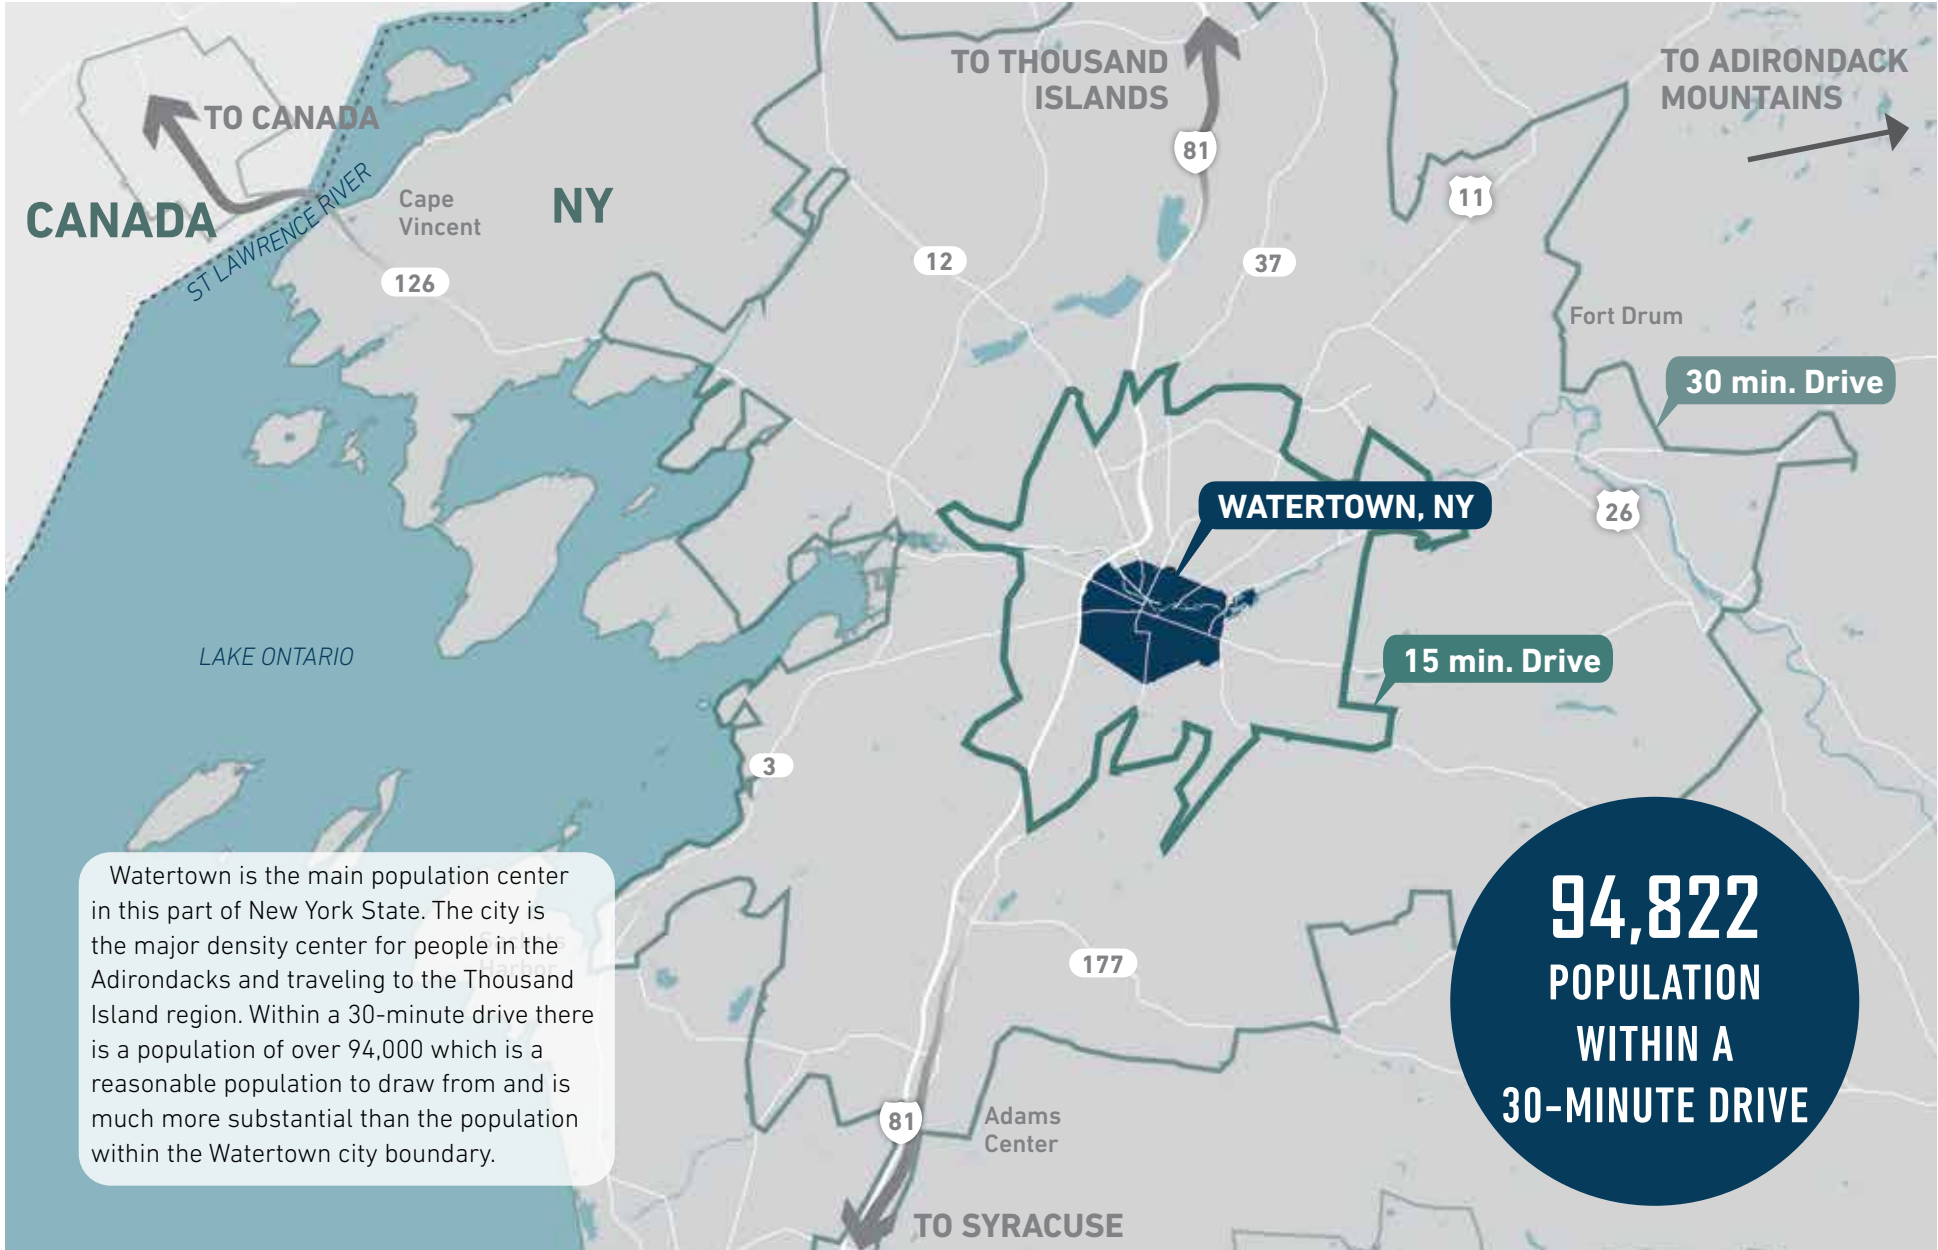 TO THOUSAND
ISLANDS
TO ADIRONDACK
MOUNTAINS
TO CANADA
81
11
CANADA
ST LAWRENCE RIVER
Cape
Vincent
NY
126
12
37
Fort Drum
30 min. Drive
WATERTOWN, NY
26
LAKE ONTARIO
15 min. Drive
3
Watertown is the main population center
in this part of New York State. The city is
the major density center for people in the
Adirondacks and traveling to the Thousand
Island region. Within a 30-minute drive there
is a population of over 94,000 which is a
reasonable population to draw from and is
much more substantial than the population
within the Watertown city boundary.
Sackets
Harbor
177
94,822
POPULATION
WITHIN A
30-MINUTE DRIVE
81
Adams
Center
TO SYRACUSE